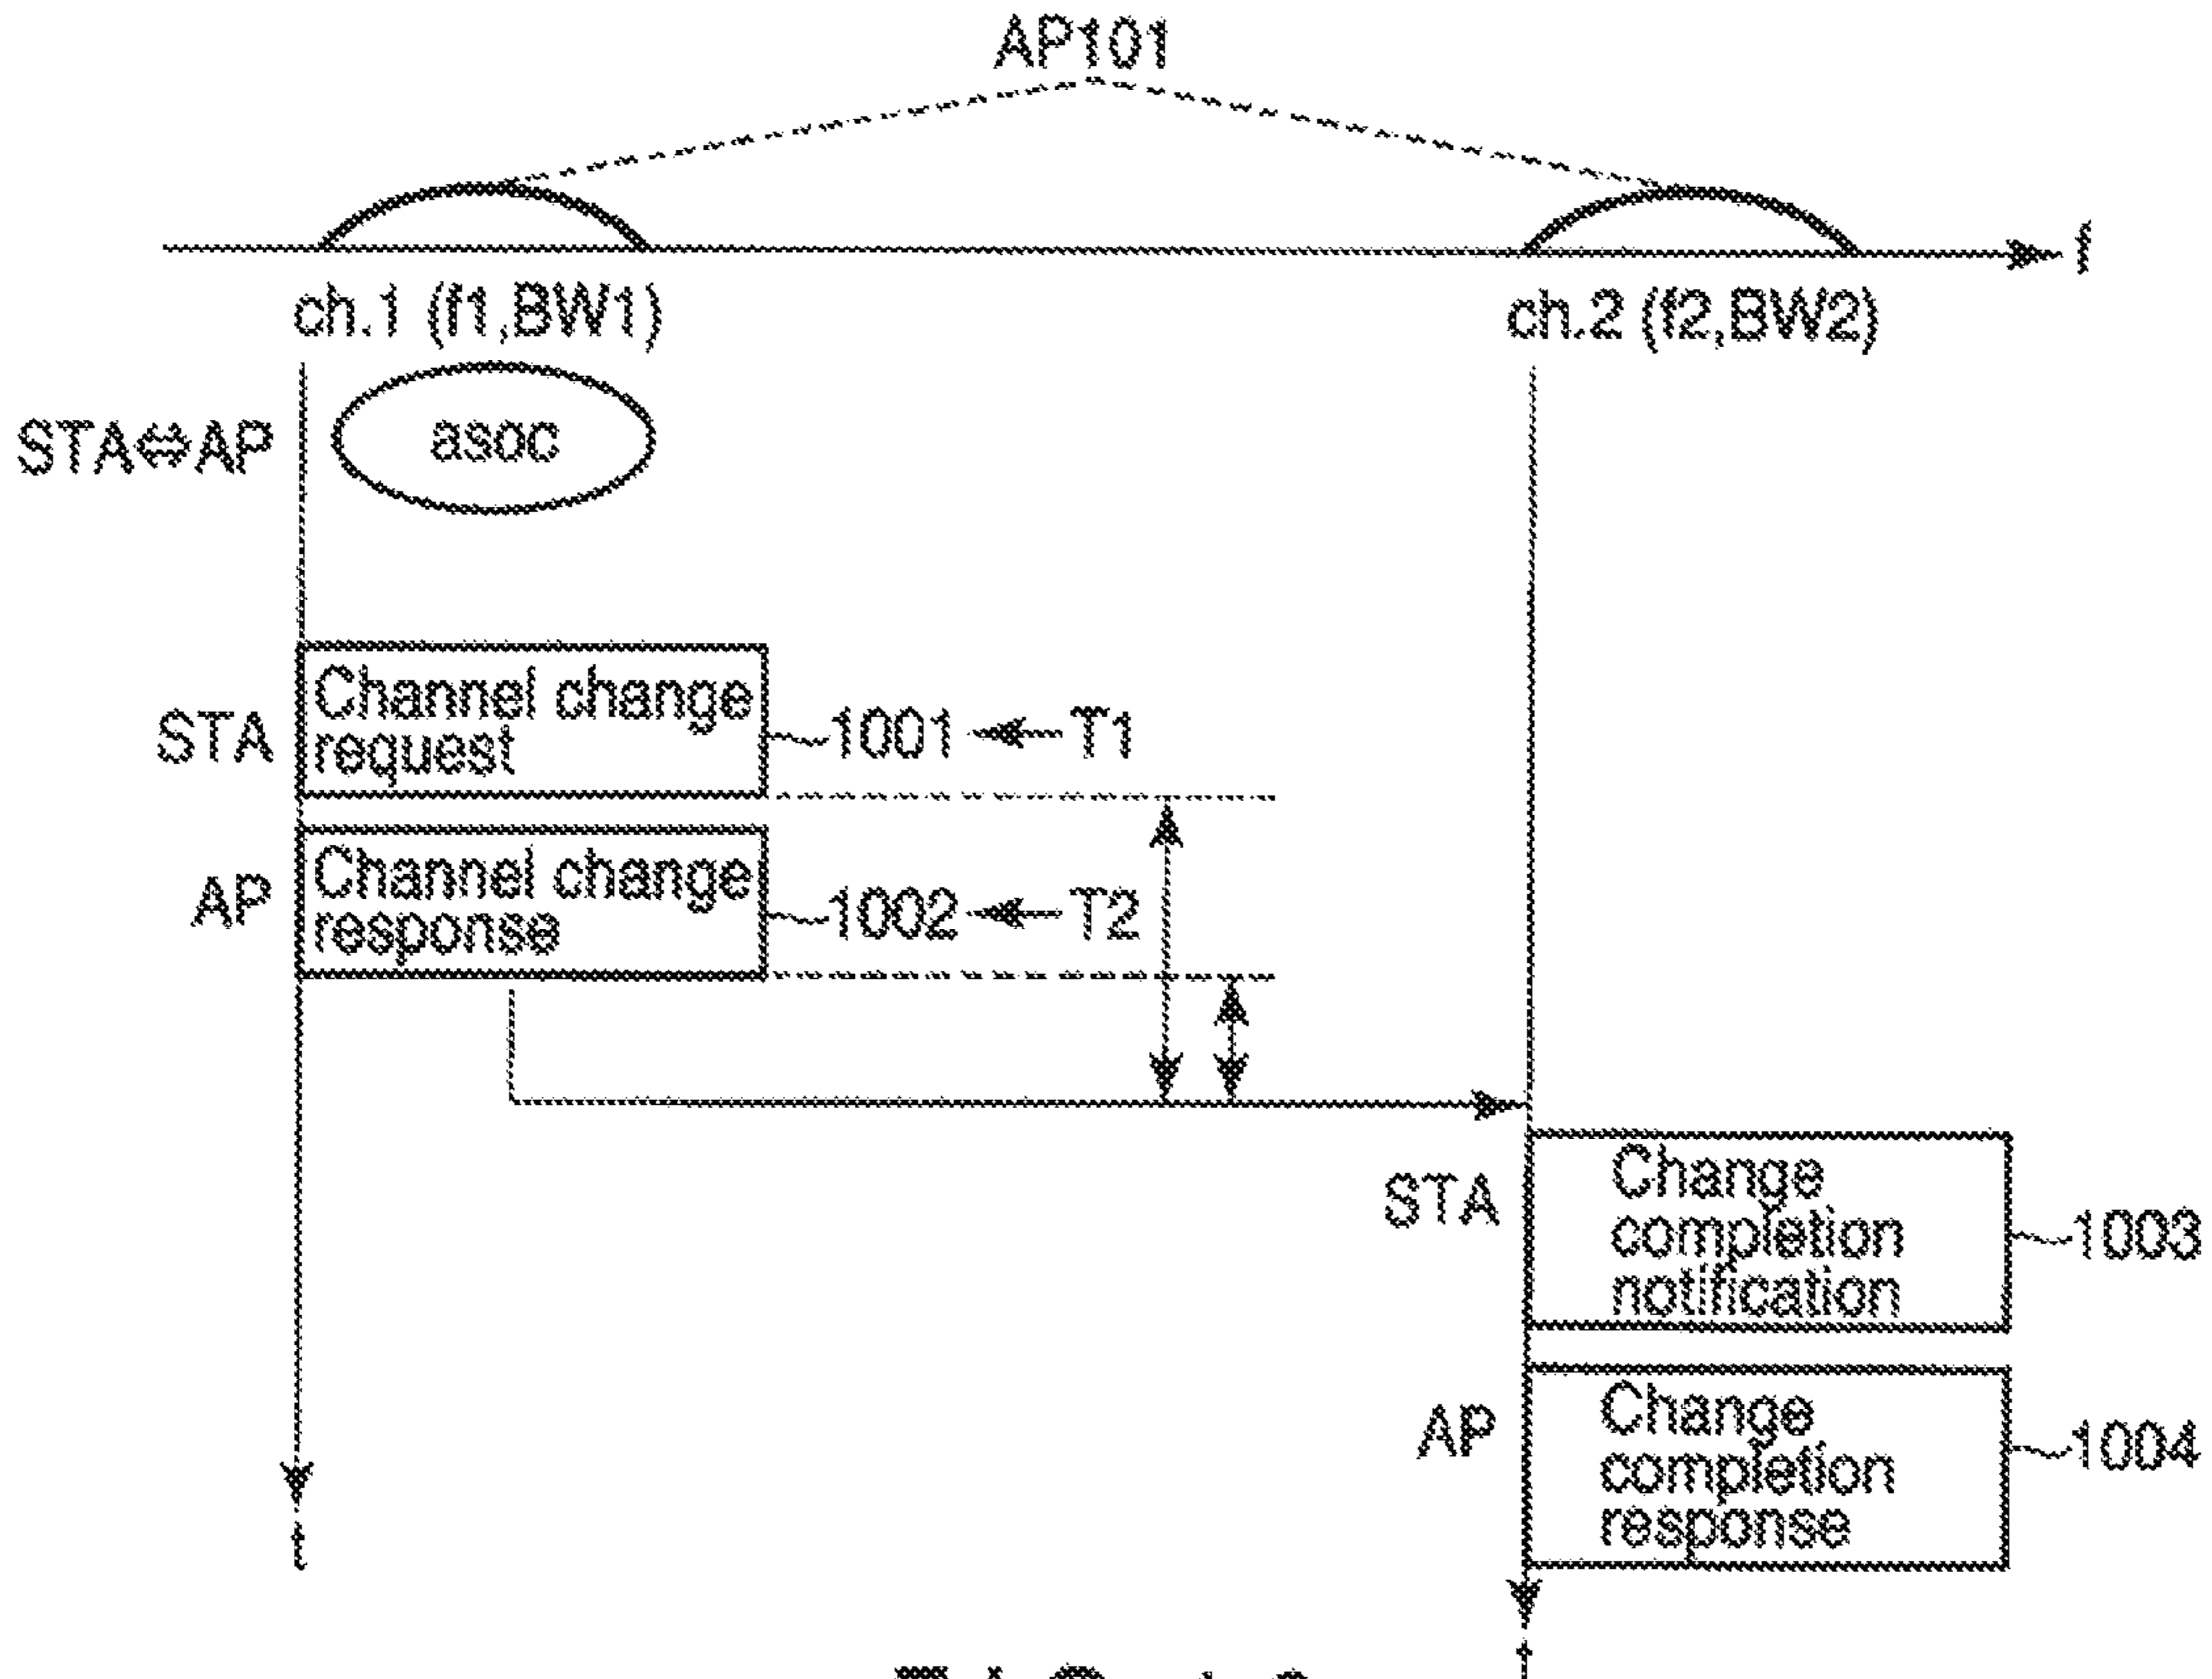 AP101
f
ch.1 (f1,BW1)
ch.2 (f2,BW2)
STA⇔AP
asoc
STA
Channel change
request
1001
T1
AP
Channel change
response
1002
T2
STA
Change
completion
notification
1003
AP
Change
completion
response
1004
t